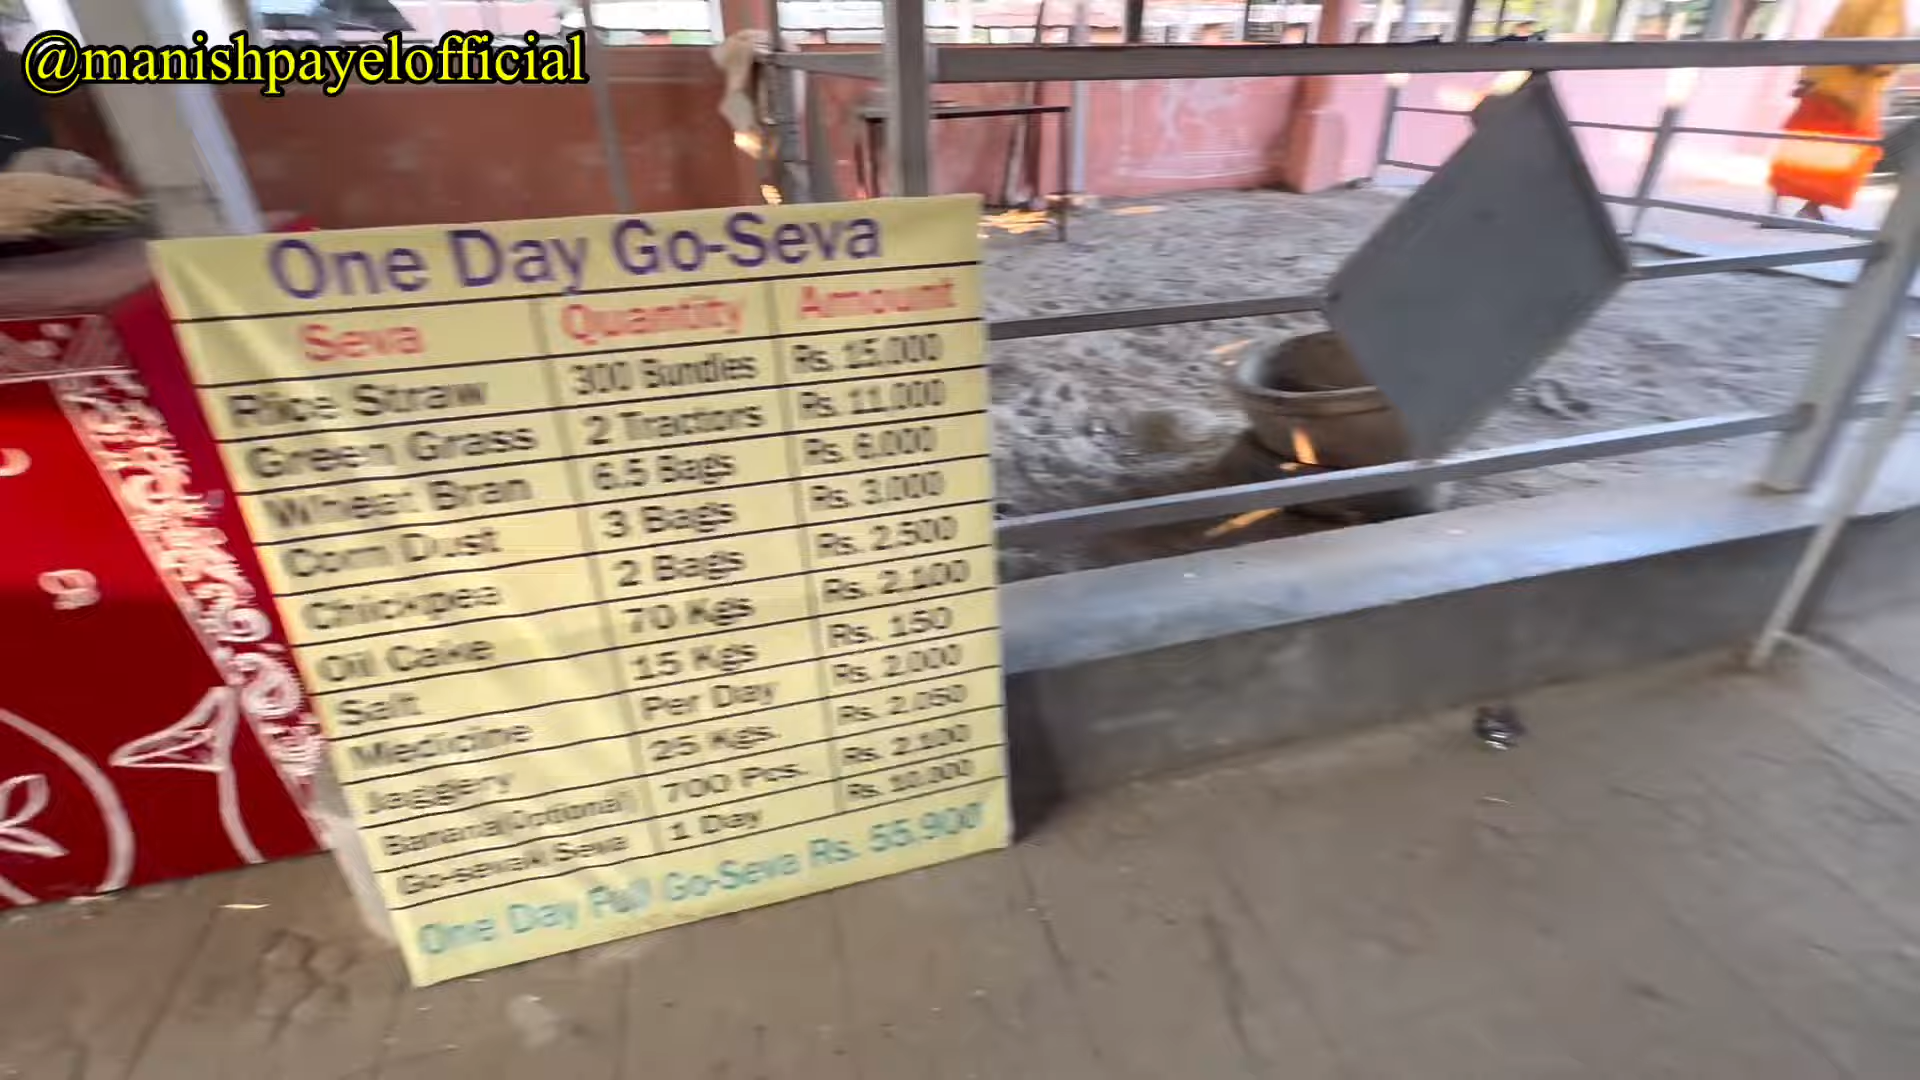 @manishpayelofficial
One Day Go-Seva
Seva Quantity Amount
Rice Straw 300 Bundles Rs. 15,000
Green Grass 2 Tractors Rs. 11,000
Wheat Bran 6.5 Bags Rs. 6,000
Corn Dust 3 Bags Rs. 3,000
Chickpea 2 Bags Rs. 2,500
Oil Cake 70 Kgs Rs. 2,100
Salt 15 Kgs Rs. 150
Medicine Per Day Rs. 2,000
Jaggery 25 Kgs. Rs. 2,050
Banana(Optional) 700 Pcs. Rs. 2,100
Go-sevak Seva 1 Day Rs. 10,000
One Day Full Go-Seva Rs. 55,900